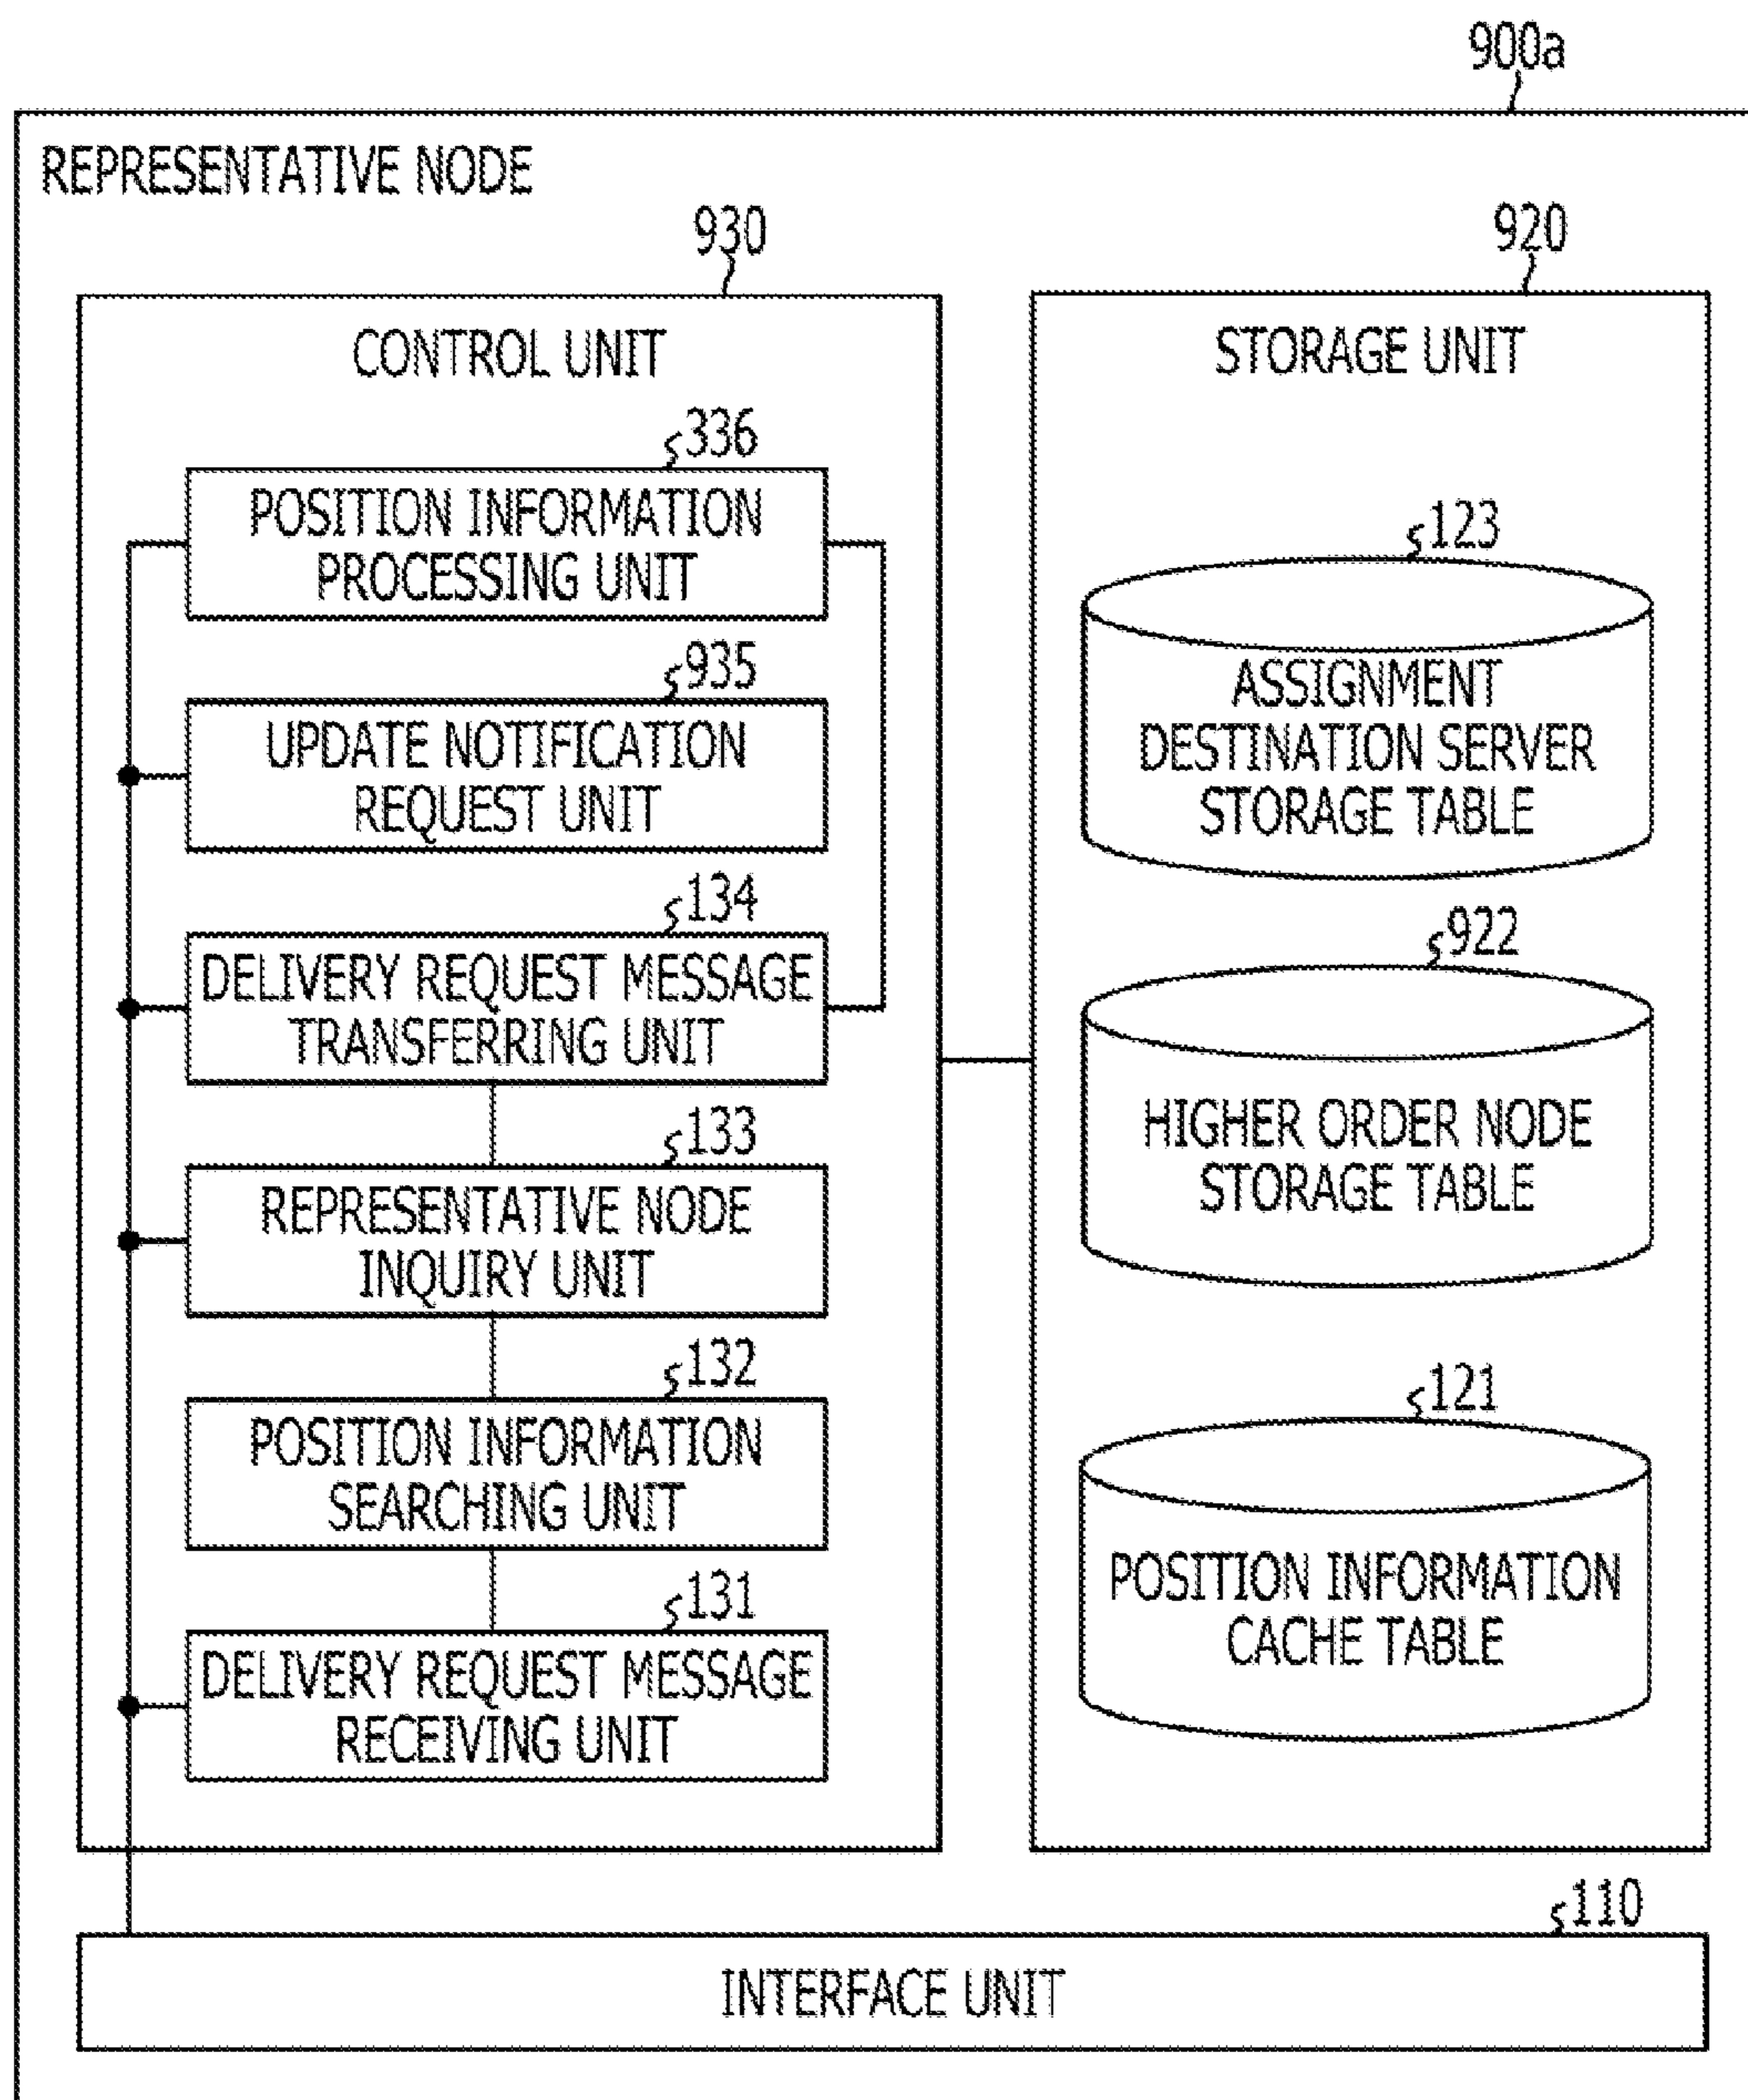 900a
REPRESENTATIVE NODE
930
CONTROL UNIT
336
POSITION INFORMATION
PROCESSING UNIT
935
UPDATE NOTIFICATION
REQUEST UNIT
134
DELIVERY REQUEST MESSAGE
TRANSFERRING UNIT
133
REPRESENTATIVE NODE
INQUIRY UNIT
132
POSITION INFORMATION
SEARCHING UNIT
131
DELIVERY REQUEST MESSAGE
RECEIVING UNIT
920
STORAGE UNIT
123
ASSIGNMENT
DESTINATION SERVER
STORAGE TABLE
922
HIGHER ORDER NODE
STORAGE TABLE
121
POSITION INFORMATION
CACHE TABLE
110
INTERFACE UNIT